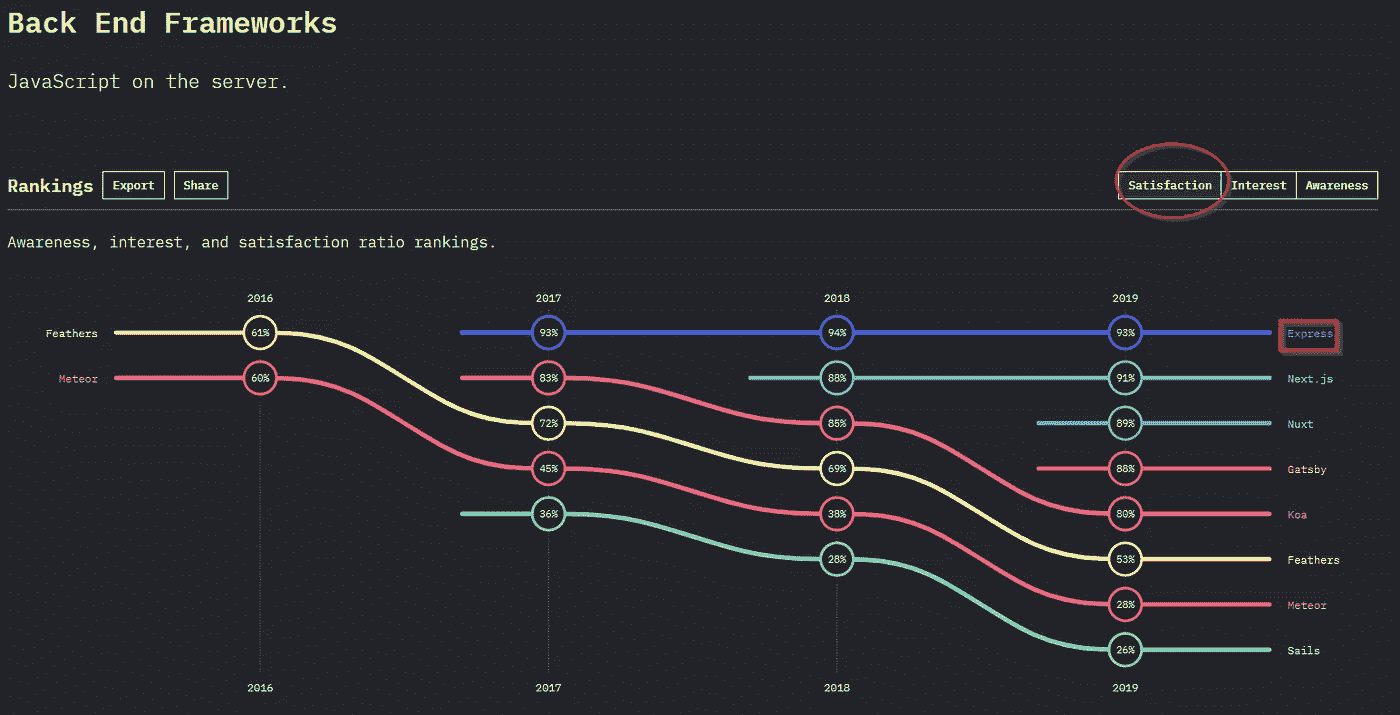 Back End Frameworks
JavaScript on the server.
Rankings Export Share Satisfaction Interest Awareness
Awareness, interest, and satisfaction ratio rankings.
2016 2017 2018 2019
Feathers 61% 93% 94% 93% Express
Meteor 60% 83% 88% 91% Next.js
72% 85% 89% Nuxt
45% 69% 88% Gatsby
36% 38% 80% Koa
28% 53% Feathers
28% Meteor
26% Sails
2016 2017 2018 2019